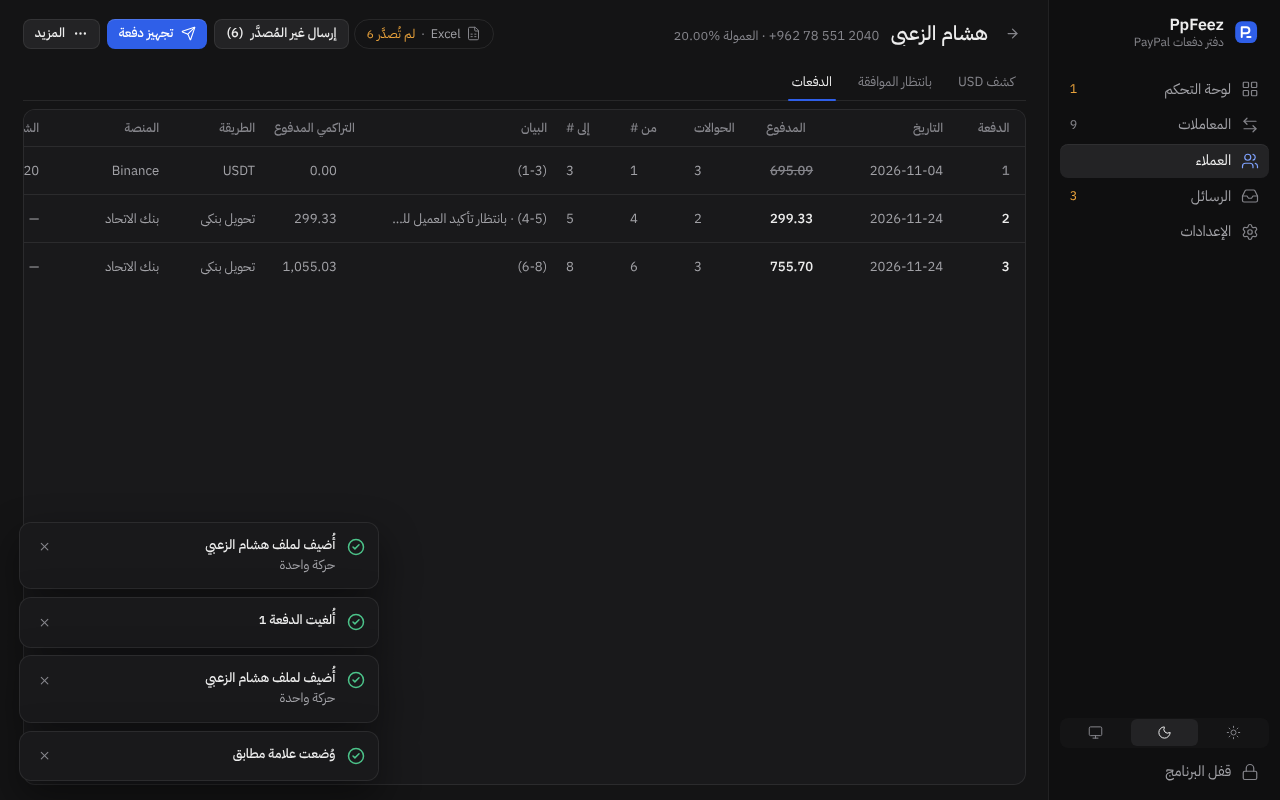 PpFeez
دفتر دفعات PayPal
لوحة التحكم 1
المعاملات 9
العملاء
الرسائل 3
الإعدادات
قفل البرنامج
هشام الزعبي
+962 78 551 2040 · العمولة 20.00%
Excel · لم تُصدَّر 6
إرسال غير المُصدَّر (6)
تجهيز دفعة
المزيد
كشف USD
بانتظار الموافقة
الدفعات
الدفعة التاريخ المدفوع الحوالات من # إلى # البيان التراكمي المدفوع الطريقة المنصة
1 2026-11-04 695.09 3 1 3 (1-3) 0.00 USDT Binance 20
2 2026-11-24 299.33 2 4 5 (4-5) · بانتظار تأكيد العميل للـ... 299.33 تحويل بنكي بنك الاتحاد —
3 2026-11-24 755.70 3 6 8 (6-8) 1,055.03 تحويل بنكي بنك الاتحاد —
أُضيف لملف هشام الزعبي
حركة واحدة
أُلغيت الدفعة 1
أُضيف لملف هشام الزعبي
حركة واحدة
وُضعت علامة مطابق